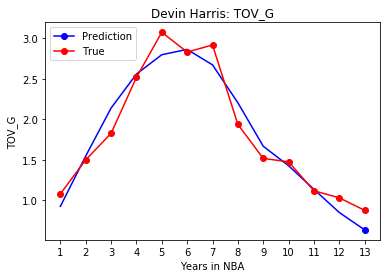 Devin Harris: TOV_G
Prediction
True
3.0
2.5
2.0
1.5
1.0
TOV_G
1 2 3 4 5 6 7 8 9 10 11 12 13
Years in NBA